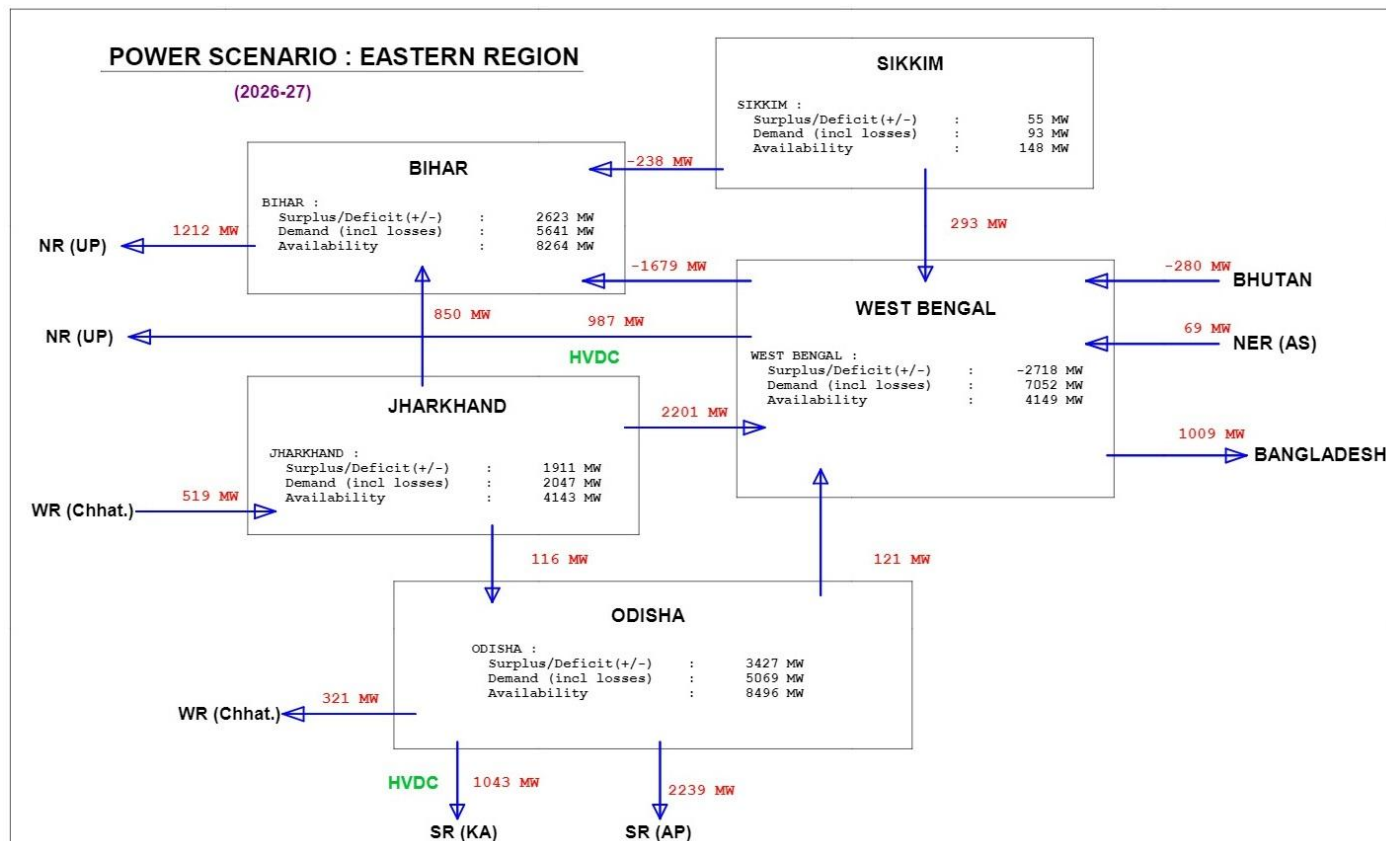 POWER SCENARIO : EASTERN REGION
(2026-27)
SIKKIM
SIKKIM :
Surplus/Deficit(+/-) : 55 MW
Demand (incl losses) : 93 MW
Availability : 148 MW
-238 MW
293 MW
BIHAR
BIHAR :
Surplus/Deficit(+/-) : 2623 MW
Demand (incl losses) : 5641 MW
Availability : 8264 MW
1212 MW
NR (UP)
-1679 MW
850 MW
987 MW
NR (UP)
HVDC
WEST BENGAL
WEST BENGAL :
Surplus/Deficit(+/-) : -2718 MW
Demand (incl losses) : 7052 MW
Availability : 4149 MW
-280 MW
BHUTAN
69 MW
NER (AS)
1009 MW
BANGLADESH
JHARKHAND
JHARKHAND :
Surplus/Deficit(+/-) : 1911 MW
Demand (incl losses) : 2047 MW
Availability : 4143 MW
2201 MW
519 MW
WR (Chhat.)
116 MW
121 MW
ODISHA
ODISHA :
Surplus/Deficit(+/-) : 3427 MW
Demand (incl losses) : 5069 MW
Availability : 8496 MW
321 MW
WR (Chhat.)
HVDC
1043 MW
2239 MW
SR (KA)
SR (AP)